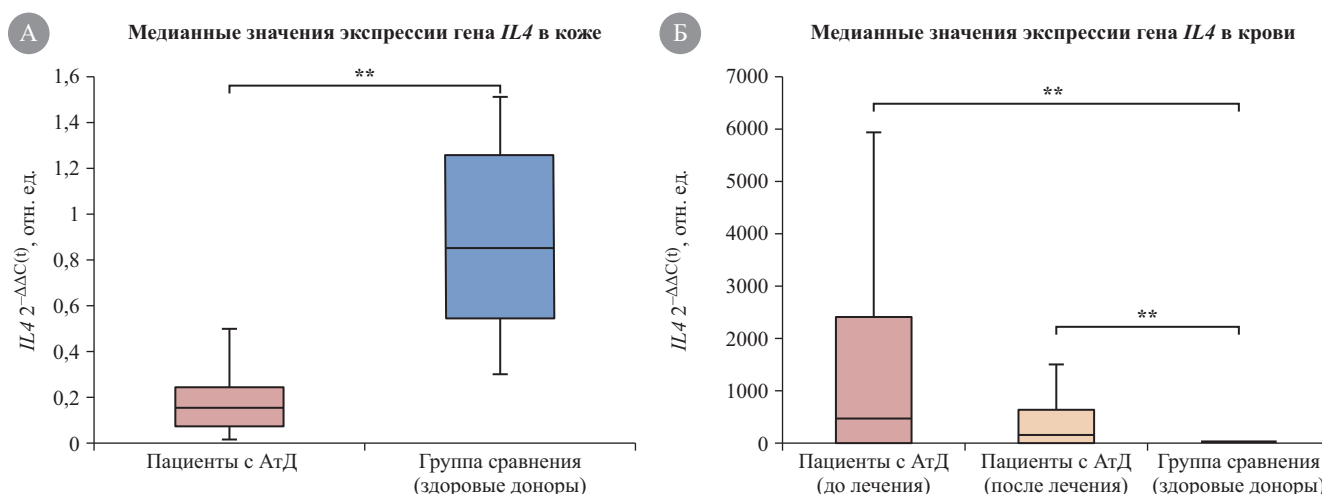 А
Медианные значения экспрессии гена IL4 в коже
**
IL4 2^–ΔΔC(t), отн. ед.
1,6
1,4
1,2
1
0,8
0,6
0,4
0,2
0
Пациенты с АтД
Группа сравнения
(здоровые доноры)
Б
Медианные значения экспрессии гена IL4 в крови
**
**
IL4 2^–ΔΔC(t), отн. ед.
7000
6000
5000
4000
3000
2000
1000
0
Пациенты с АтД
(до лечения)
Пациенты с АтД
(после лечения)
Группа сравнения
(здоровые доноры)